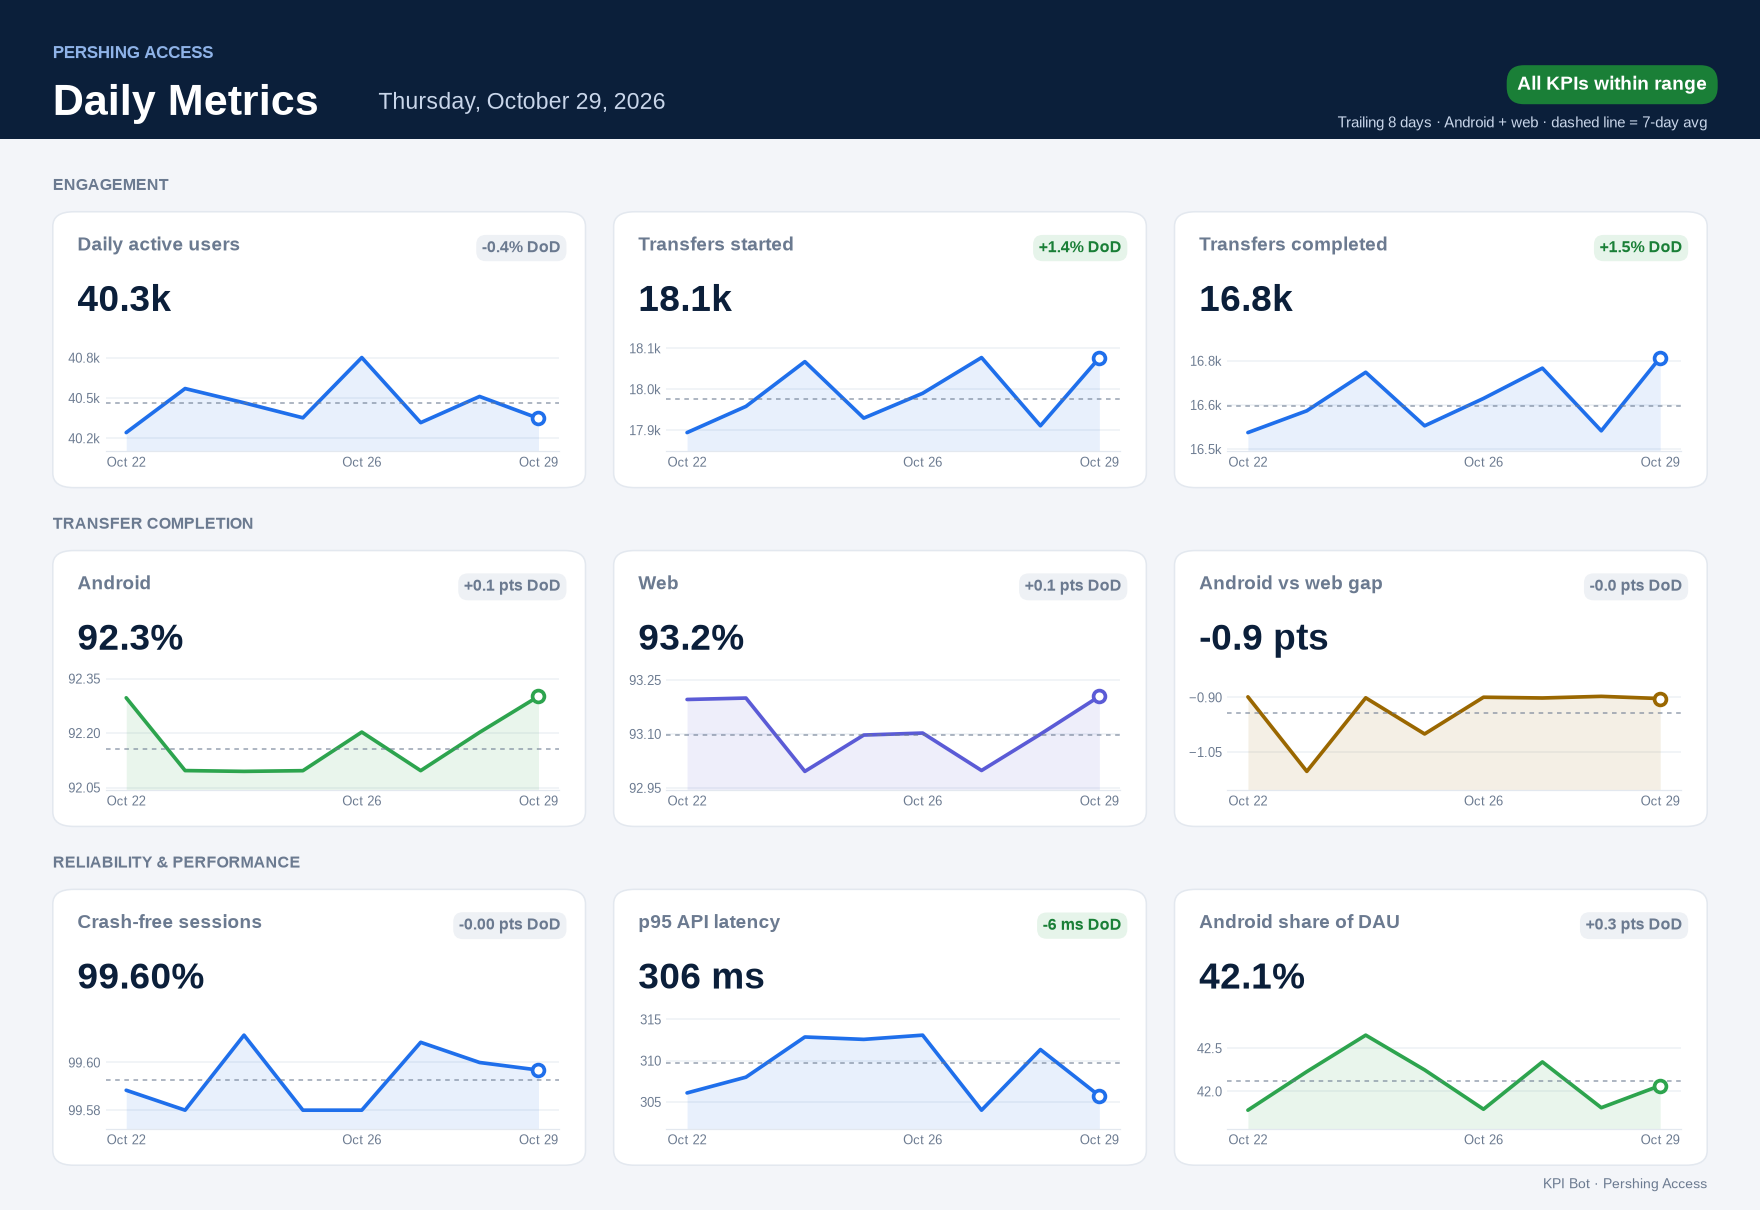 PERSHING ACCESS
Daily Metrics
Thursday, October 29, 2026
All KPIs within range
Trailing 8 days · Android + web · dashed line = 7-day avg
ENGAGEMENT
Daily active users
-0.4% DoD
40.3k
40.8k
40.5k
40.2k
Oct 22
Oct 26
Oct 29
Transfers started
+1.4% DoD
18.1k
18.1k
18.0k
17.9k
Oct 22
Oct 26
Oct 29
Transfers completed
+1.5% DoD
16.8k
16.8k
16.6k
16.5k
Oct 22
Oct 26
Oct 29
TRANSFER COMPLETION
Android
+0.1 pts DoD
92.3%
92.35
92.20
92.05
Oct 22
Oct 26
Oct 29
Web
+0.1 pts DoD
93.2%
93.25
93.10
92.95
Oct 22
Oct 26
Oct 29
Android vs web gap
-0.0 pts DoD
-0.9 pts
−0.90
−1.05
Oct 22
Oct 26
Oct 29
RELIABILITY & PERFORMANCE
Crash-free sessions
-0.00 pts DoD
99.60%
99.60
99.58
Oct 22
Oct 26
Oct 29
p95 API latency
-6 ms DoD
306 ms
315
310
305
Oct 22
Oct 26
Oct 29
Android share of DAU
+0.3 pts DoD
42.1%
42.5
42.0
Oct 22
Oct 26
Oct 29
KPI Bot · Pershing Access